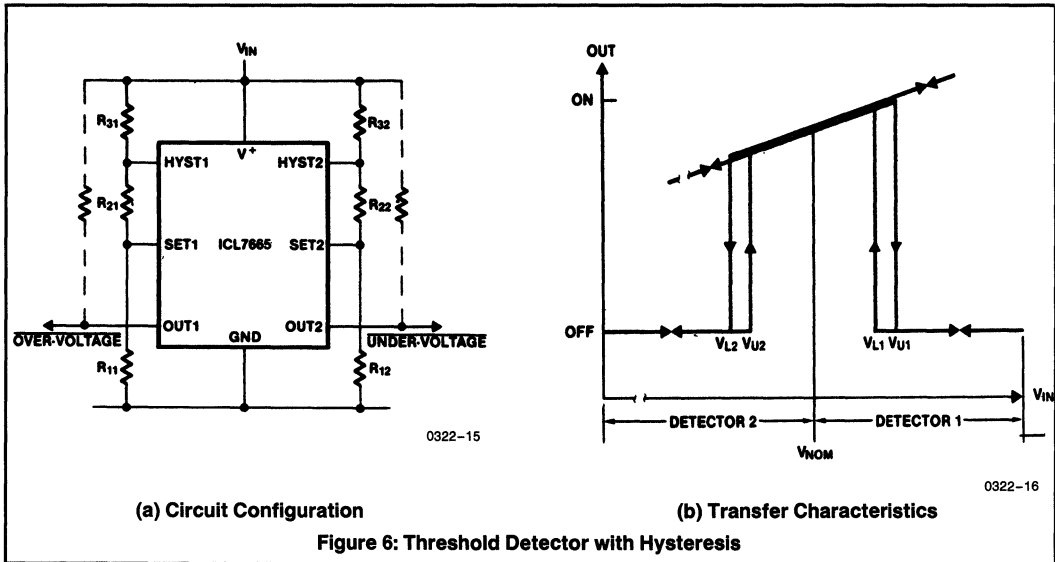 VIN
R31
R32
HYST1
V+
HYST2
R21
R22
SET1
ICL7665
SET2
OUT1
OUT2
OVER-VOLTAGE
GND
UNDER-VOLTAGE
R11
R12
0322-15
(a) Circuit Configuration
OUT
ON
OFF
VL2
VU2
VL1
VU1
VIN
DETECTOR 2
DETECTOR 1
VNOM
0322-16
(b) Transfer Characteristics
Figure 6: Threshold Detector with Hysteresis